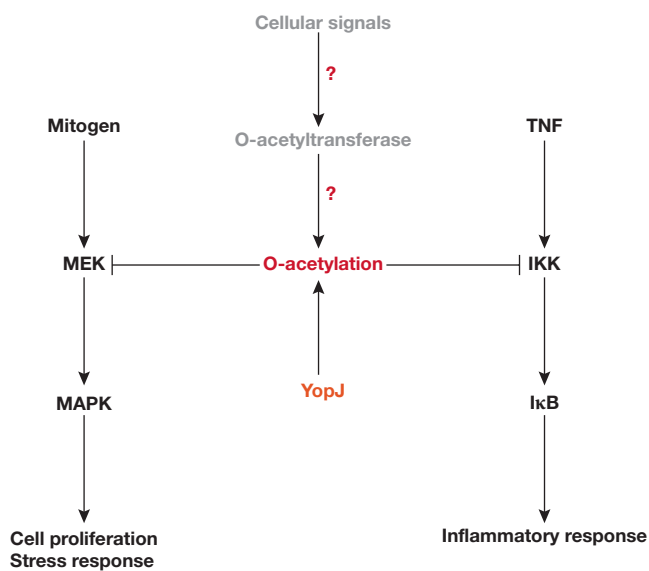 Cellular signals
?
Mitogen
O-acetyltransferase
TNF
?
MEK
O-acetylation
IKK
YopJ
MAPK
IκB
Cell proliferation
Stress response
Inflammatory response